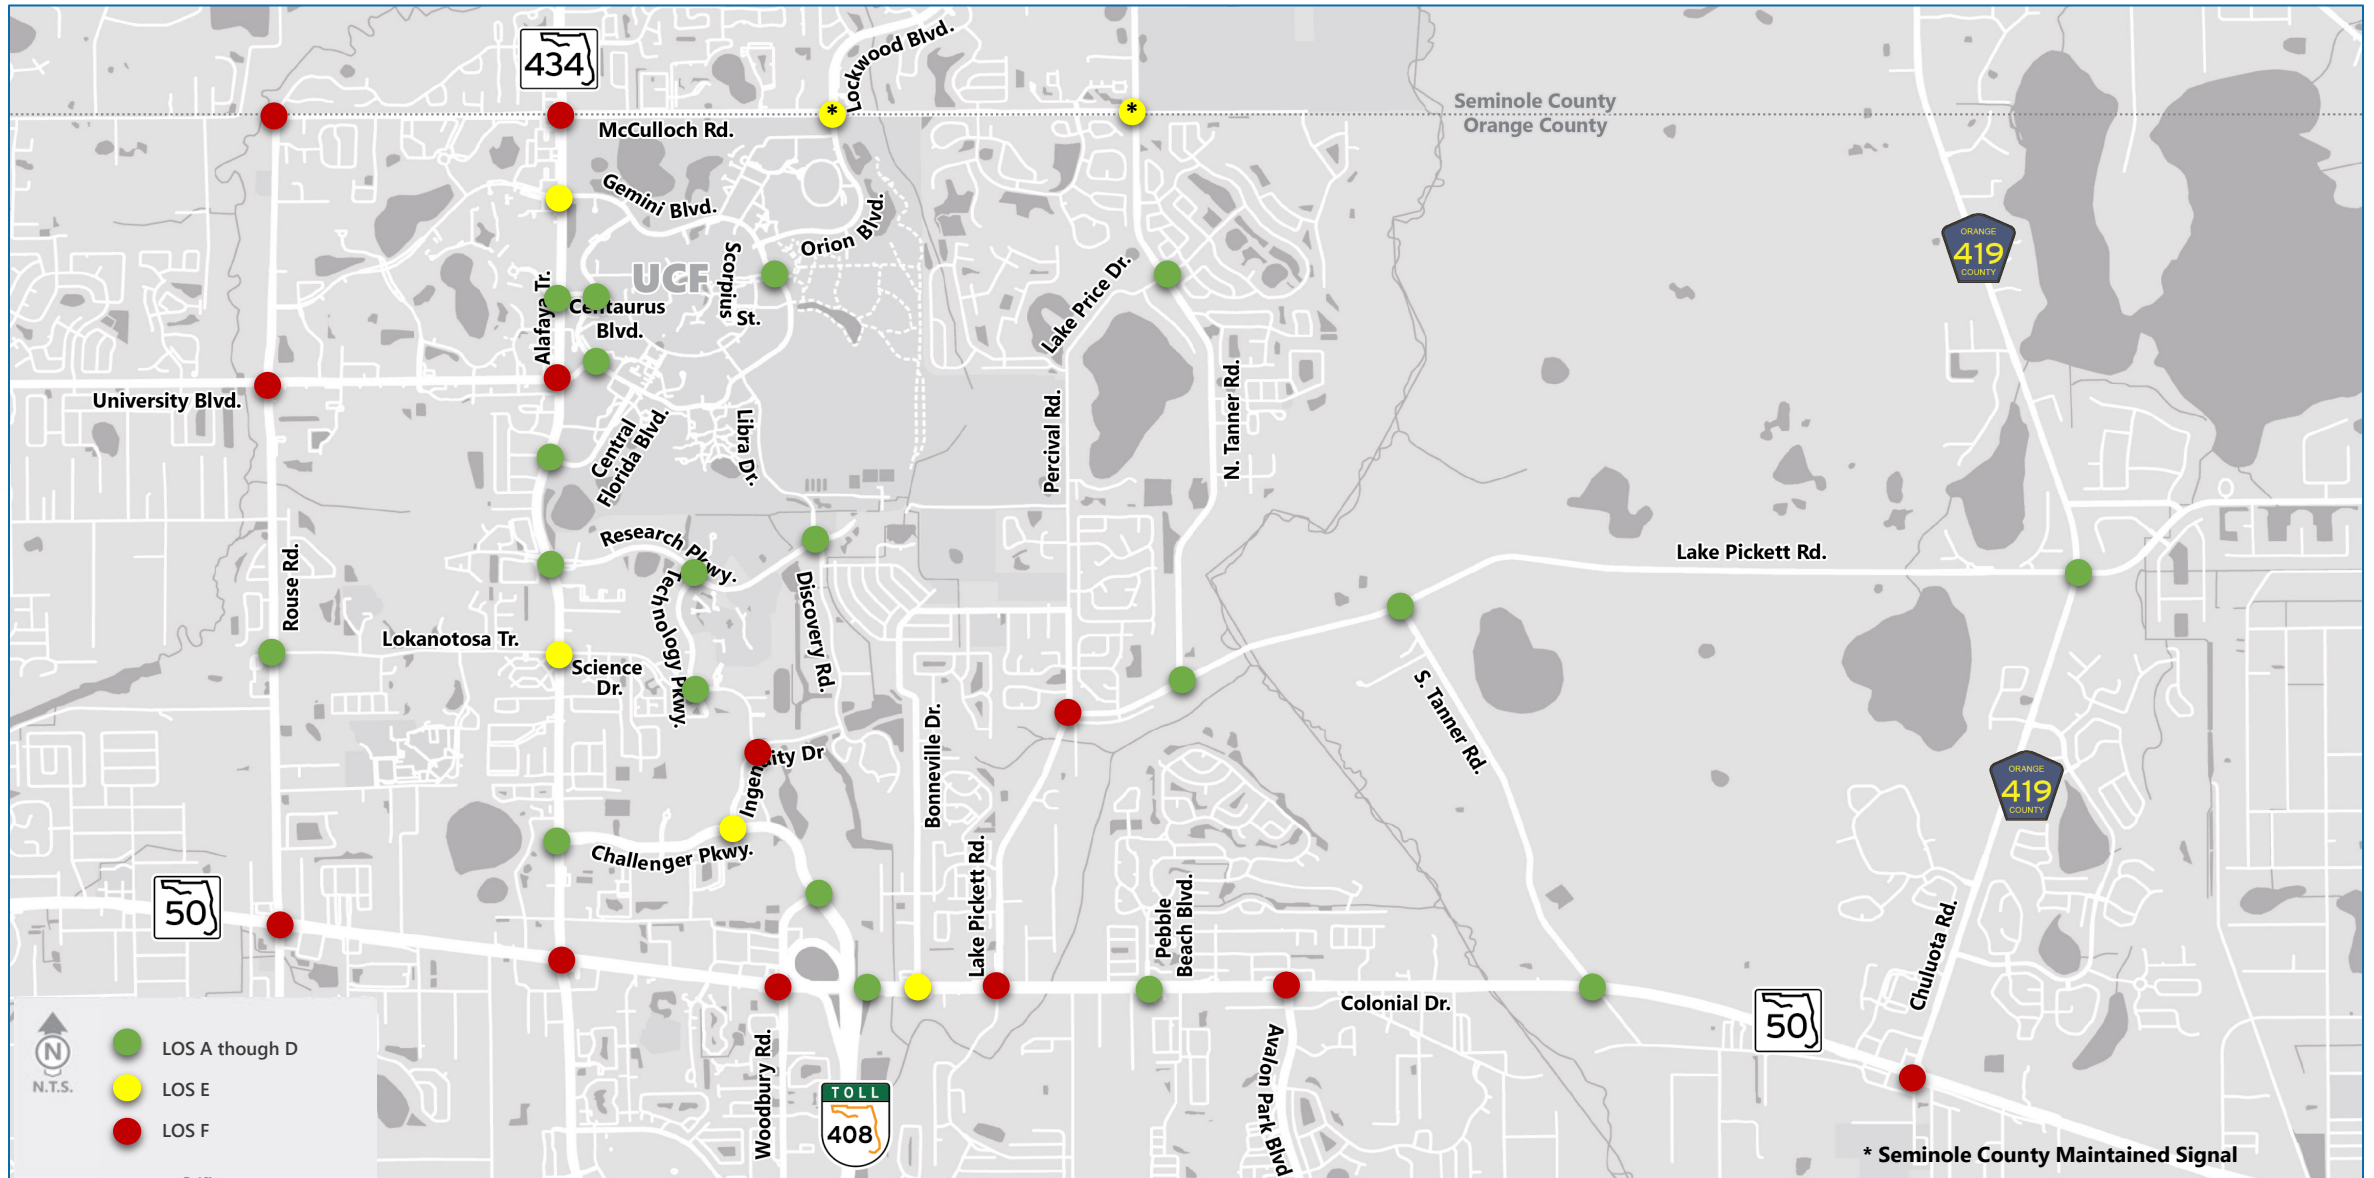 434
Lockwood Blvd.
*
*
Seminole County
Orange County
McCulloch Rd.
Gemini Blvd.
Orion Blvd.
ORANGE
419
COUNTY
UCF
Scorpius
St.
Alafaya Tr.
Centaurus
Blvd.
Lake Price Dr.
University Blvd.
Central
Florida Blvd.
Libra Dr.
Percival Rd.
N. Tanner Rd.
Research Pkwy.
Lake Pickett Rd.
Rouse Rd.
Technology Pkwy.
Discovery Rd.
Lokanotosa Tr.
Science
Dr.
S. Tanner Rd.
Bonneville Dr.
ORANGE
419
COUNTY
Ingenuity Dr
Challenger Pkwy.
Lake Pickett Rd.
50
Pebble
Beach Blvd.
Chuluota Rd.
Colonial Dr.
50
N
N.T.S.
LOS A though D
LOS E
LOS F
Woodbury Rd.
TOLL
408
Avalon Park Blvd
* Seminole County Maintained Signal